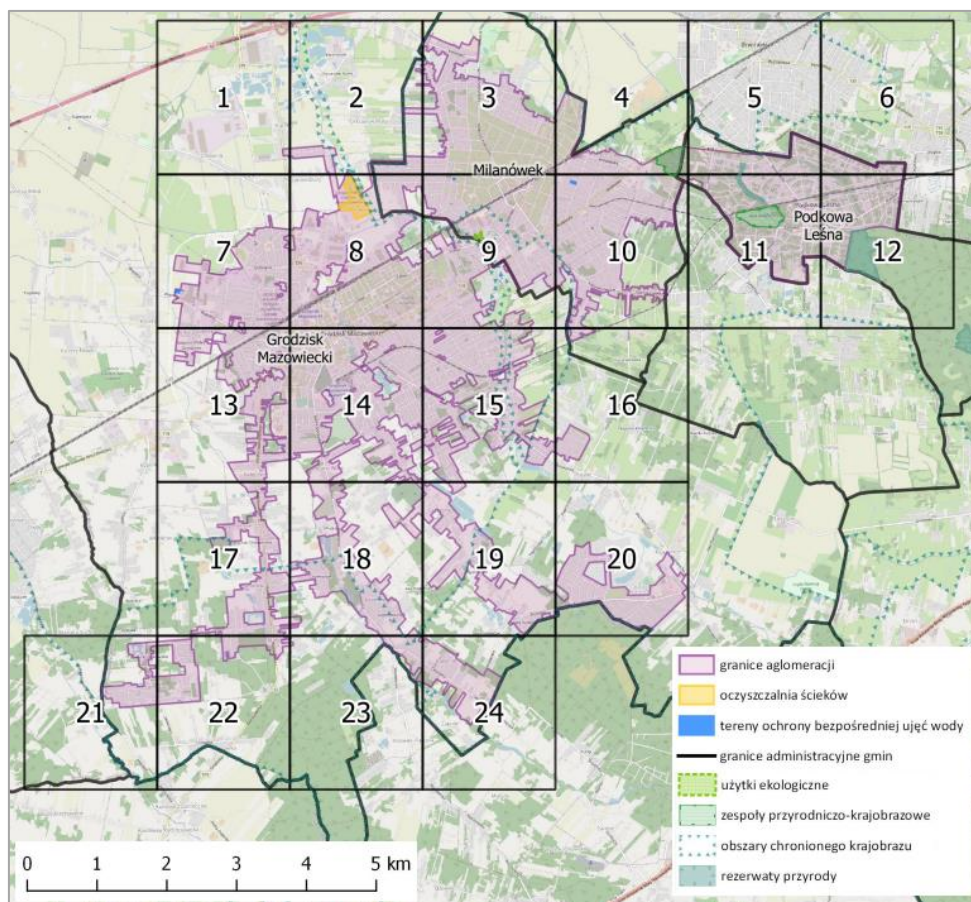 1
2
3
4
5
6
Milanówek
7
8
9
10
11
Podkowa
Leśna
12
Grodzisk
Mazowiecki
13
14
15
16
17
18
19
20
21
22
23
24
granice aglomeracji
oczyszczalnia ścieków
tereny ochrony bezpośredniej ujęć wody
granice administracyjne gmin
użytki ekologiczne
zespoły przyrodniczo-krajobrazowe
obszary chronionego krajobrazu
rezerwaty przyrody
0 1 2 3 4 5 km